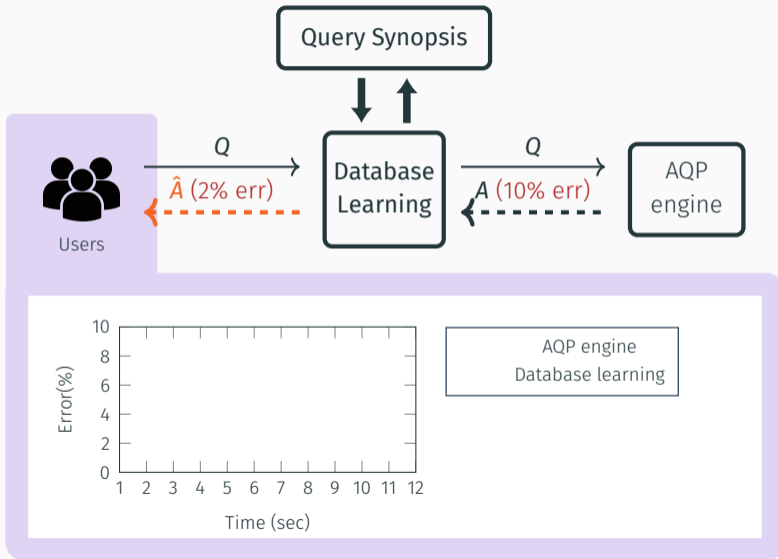 Query Synopsis
Q
Q
Database
Learning
Â (2% err)
A (10% err)
AQP
engine
Users
10
8
6
4
2
0
Error(%)
1 2 3 4 5 6 7 8 9 10 11 12
Time (sec)
AQP engine
Database learning